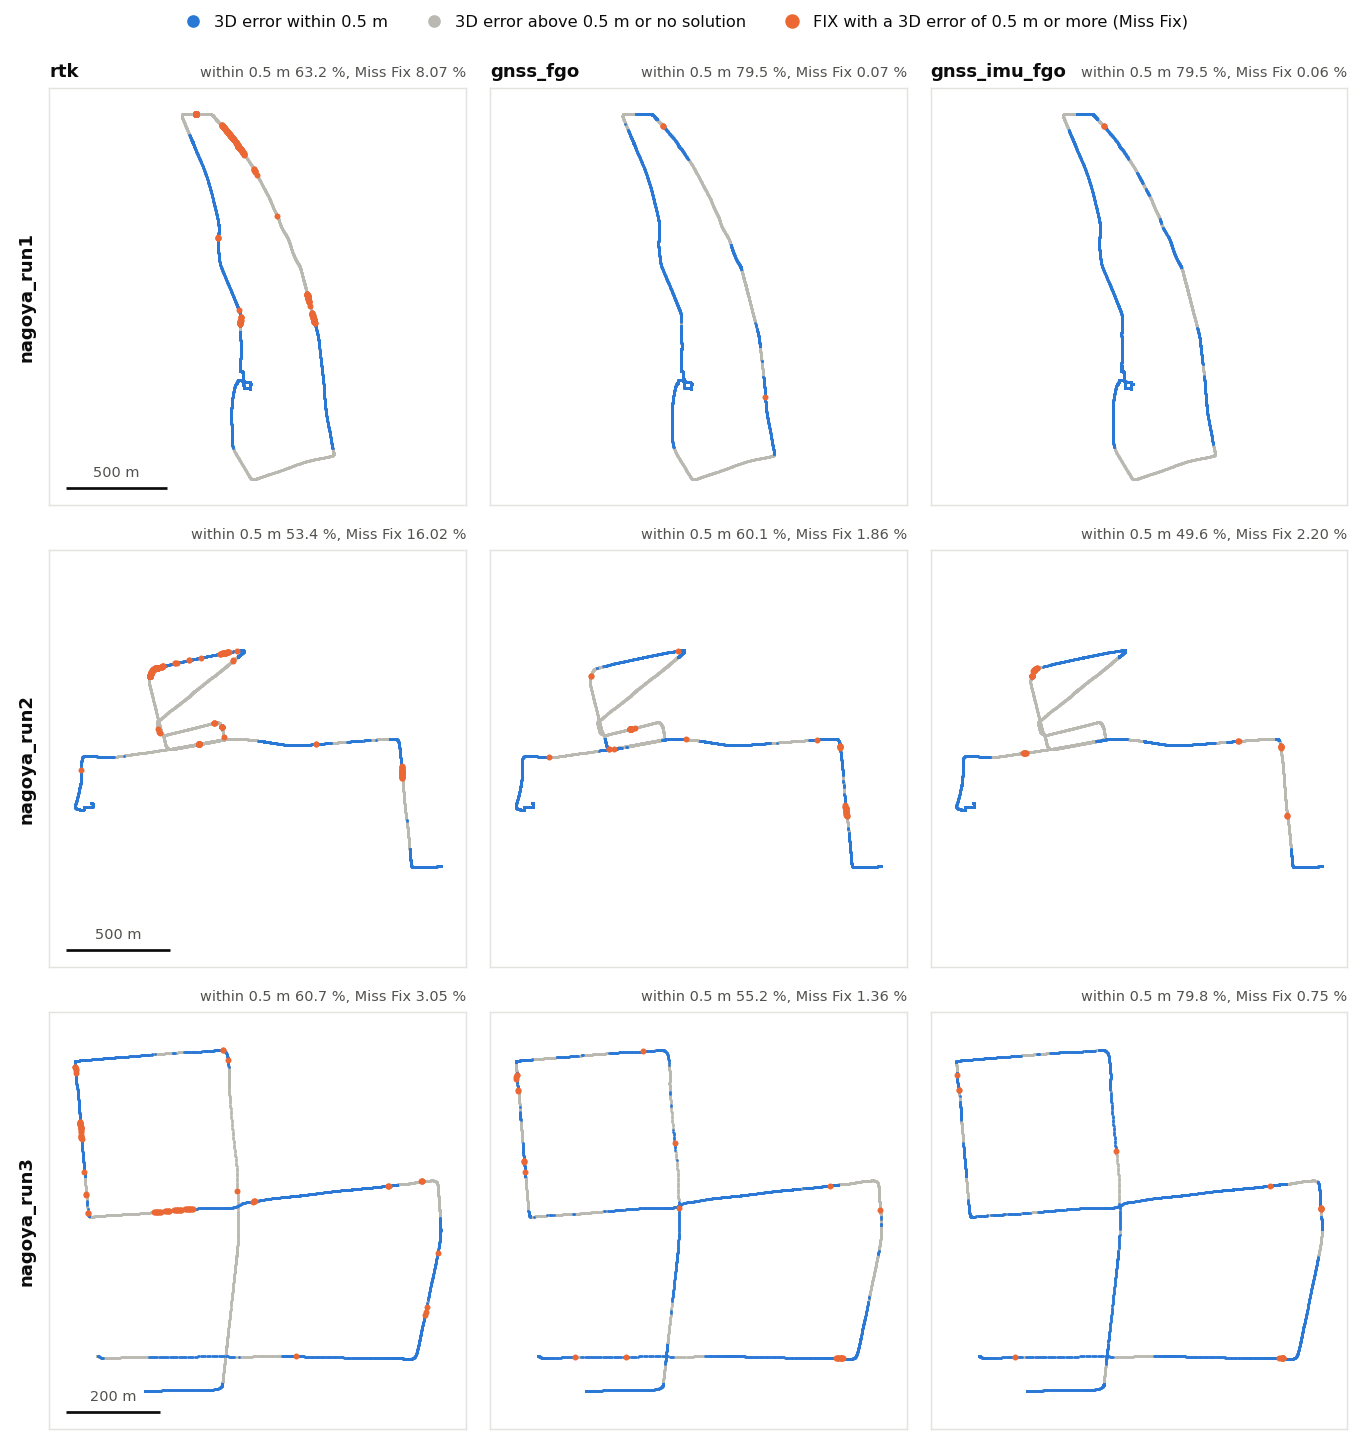 3D error within 0.5 m 3D error above 0.5 m or no solution FIX with a 3D error of 0.5 m or more (Miss Fix)
rtk within 0.5 m 63.2 %, Miss Fix 8.07 % gnss_fgo within 0.5 m 79.5 %, Miss Fix 0.07 % gnss_imu_fgo within 0.5 m 79.5 %, Miss Fix 0.06 %
nagoya_run1
500 m
within 0.5 m 53.4 %, Miss Fix 16.02 % within 0.5 m 60.1 %, Miss Fix 1.86 % within 0.5 m 49.6 %, Miss Fix 2.20 %
nagoya_run2
500 m
within 0.5 m 60.7 %, Miss Fix 3.05 % within 0.5 m 55.2 %, Miss Fix 1.36 % within 0.5 m 79.8 %, Miss Fix 0.75 %
nagoya_run3
200 m